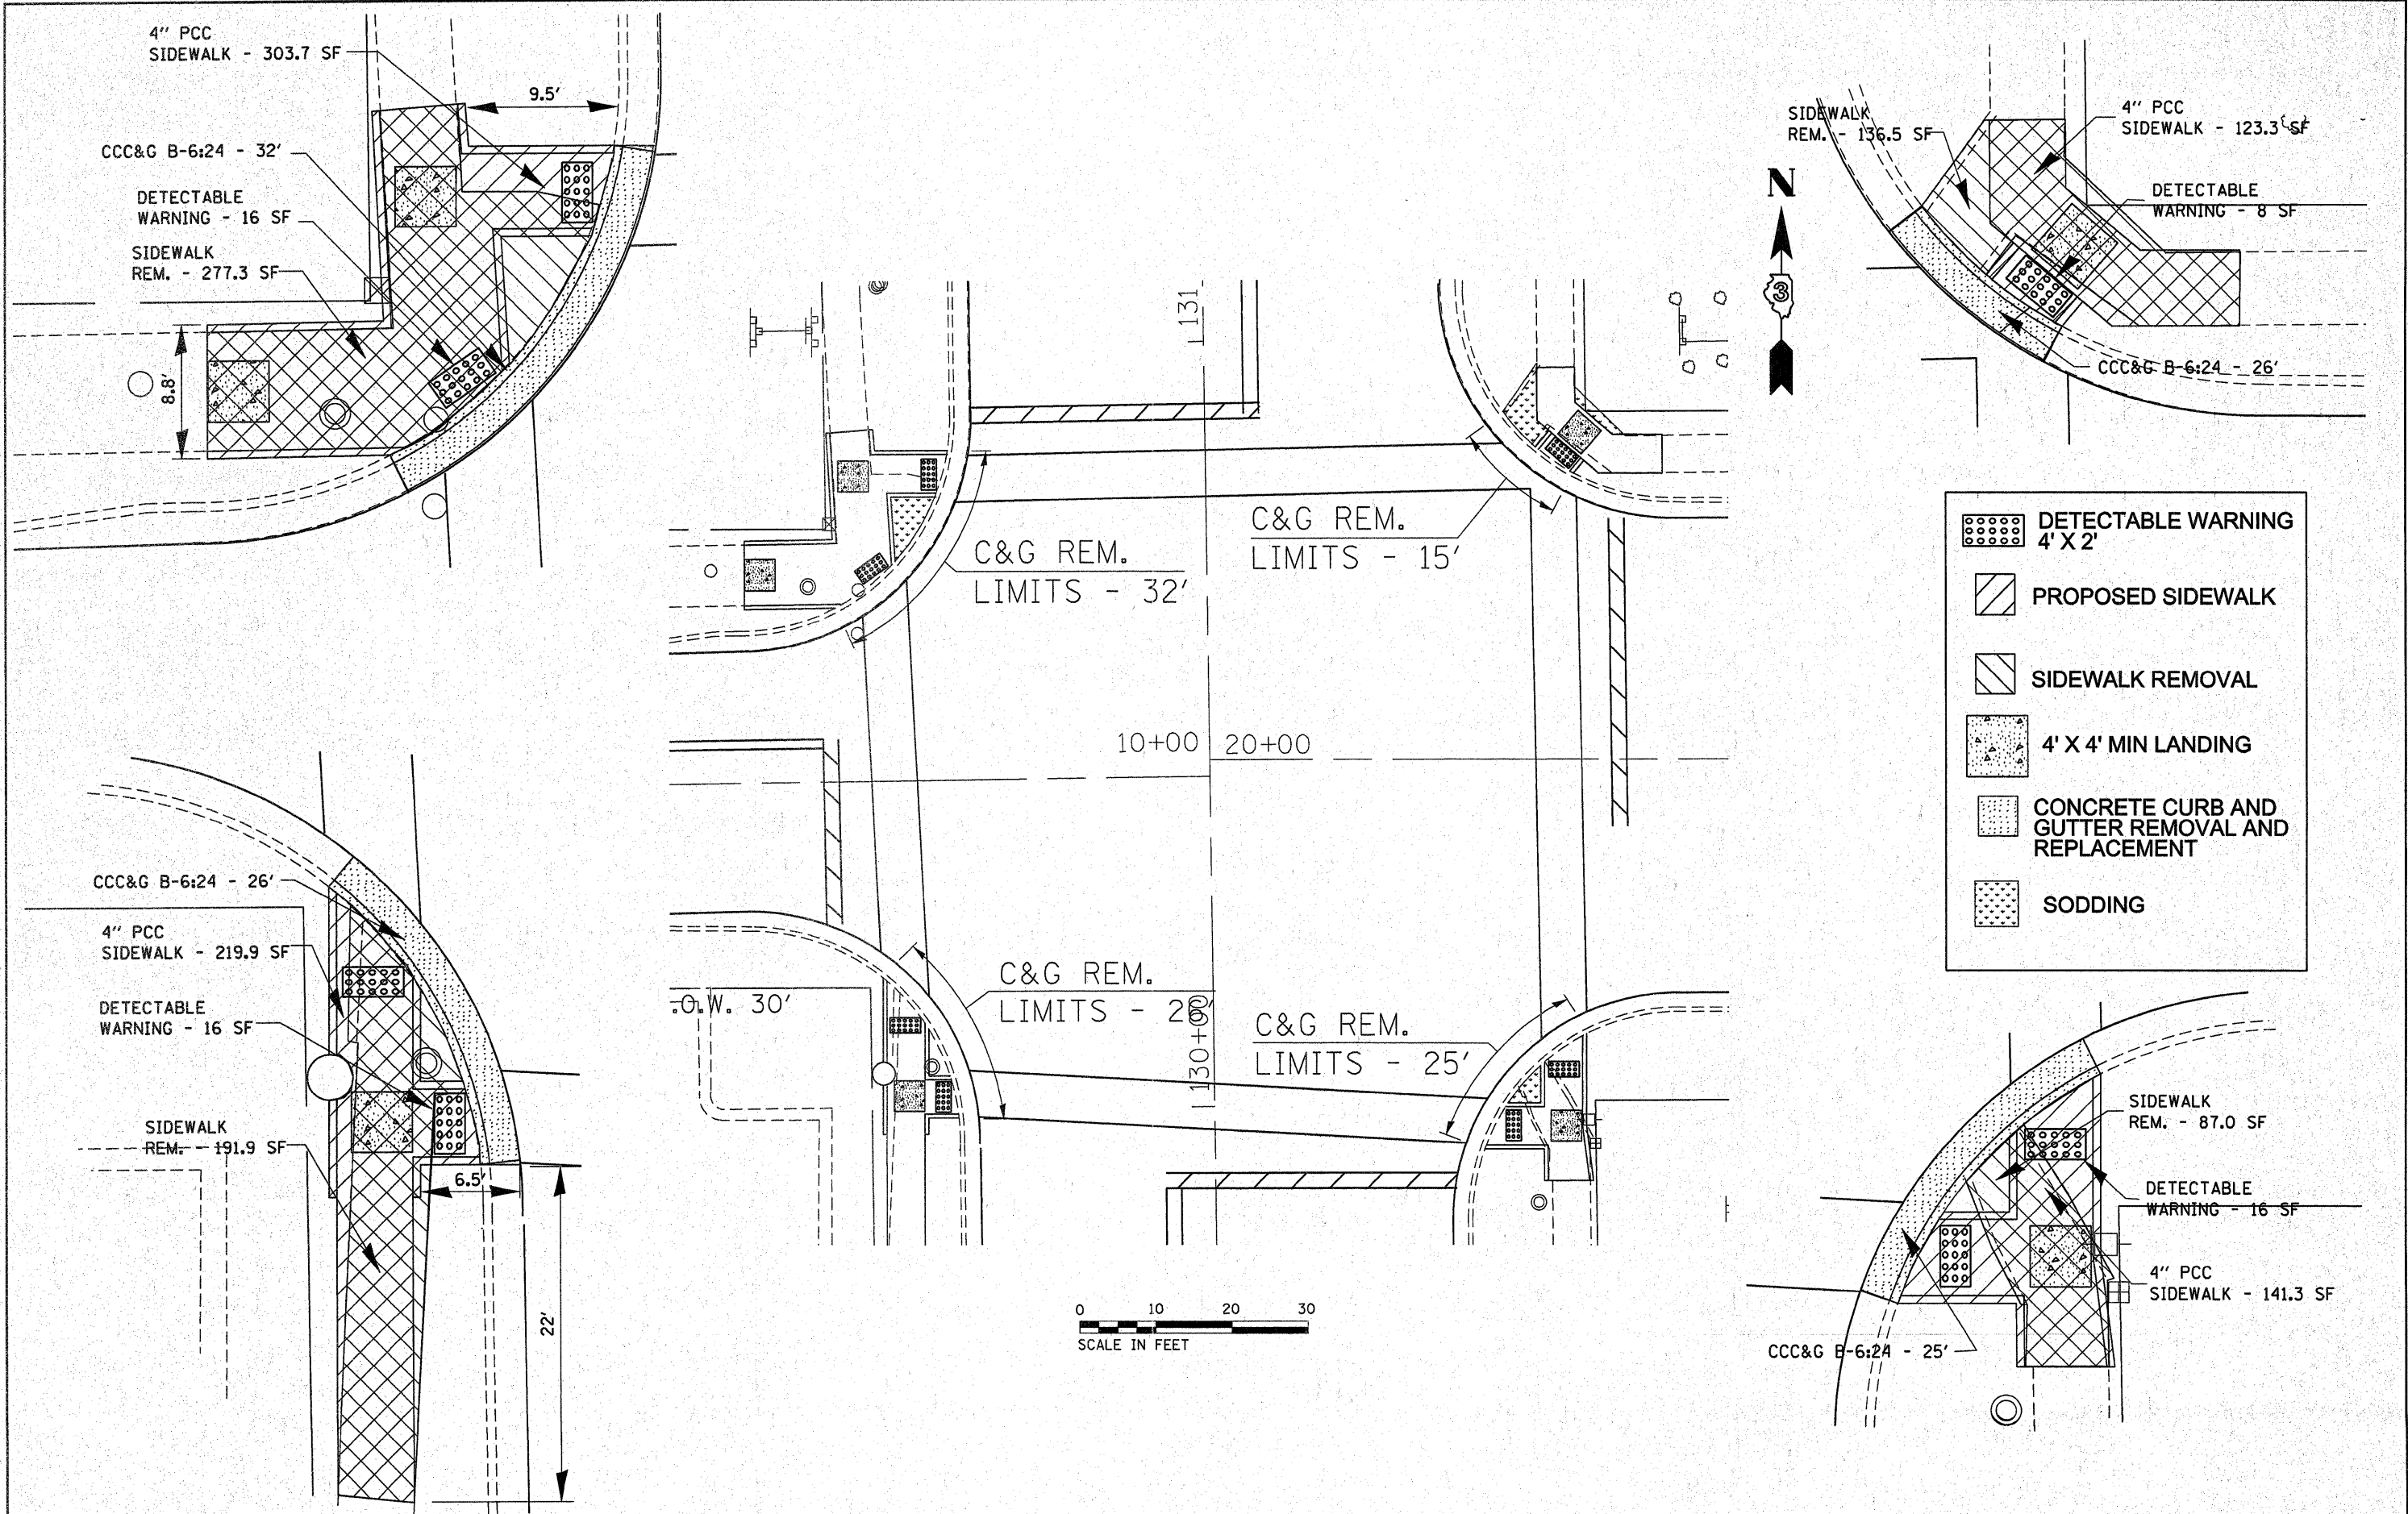 4" PCC
SIDEWALK - 303.7 SF
9.5'
CCC&G B-6:24 - 32'
DETECTABLE
WARNING - 16 SF
SIDEWALK
REM. - 277.3 SF
8.8'
SIDEWALK
REM. - 136.5 SF
4" PCC
SIDEWALK - 123.3 SF
DETECTABLE
WARNING - 8 SF
CCC&G B-6:24 - 26'
N
3
131
C&G REM.
LIMITS - 32'
C&G REM.
LIMITS - 15'
10+00
20+00
C&G REM.
LIMITS - 26'
C&G REM.
LIMITS - 25'
130+00
.O.W. 30'
DETECTABLE WARNING
4' X 2'
PROPOSED SIDEWALK
SIDEWALK REMOVAL
4' X 4' MIN LANDING
CONCRETE CURB AND
GUTTER REMOVAL AND
REPLACEMENT
SODDING
CCC&G B-6:24 - 26'
4" PCC
SIDEWALK - 219.9 SF
DETECTABLE
WARNING - 16 SF
SIDEWALK
REM. - 191.9 SF
6.5'
22'
0 10 20 30
SCALE IN FEET
SIDEWALK
REM. - 87.0 SF
DETECTABLE
WARNING - 16 SF
4" PCC
SIDEWALK - 141.3 SF
CCC&G B-6:24 - 25'